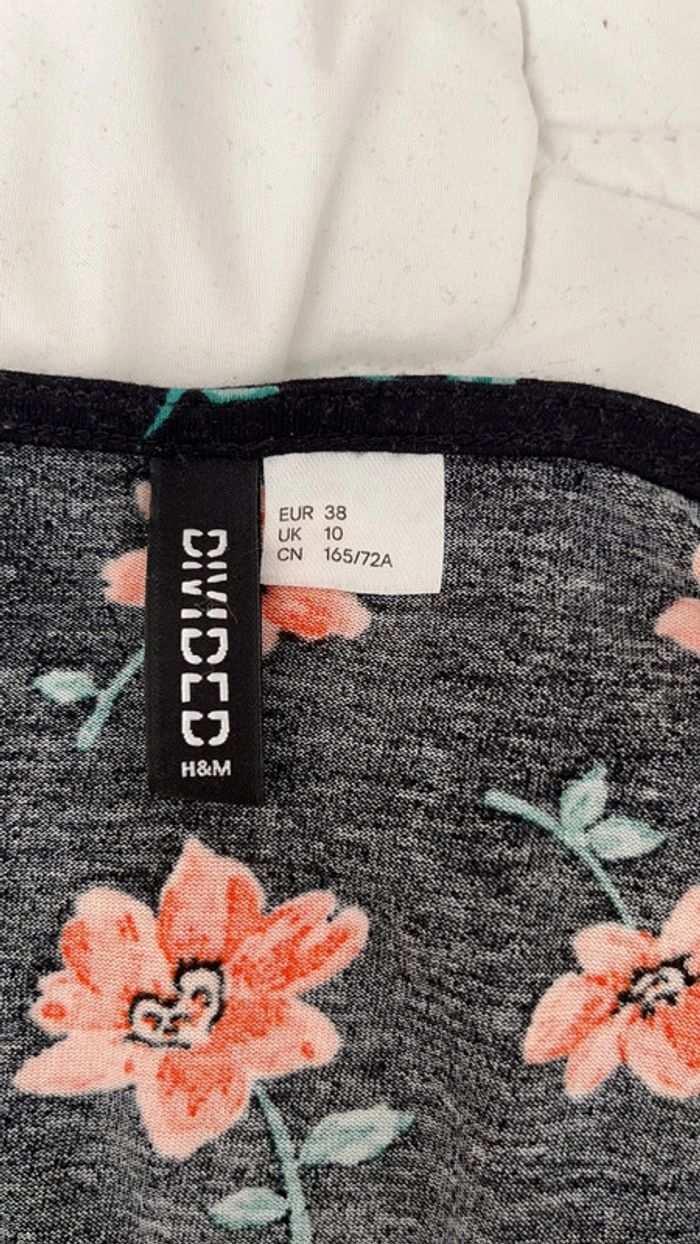 DIVIDED
H&M
EUR 38
UK 10
CN 165/72A